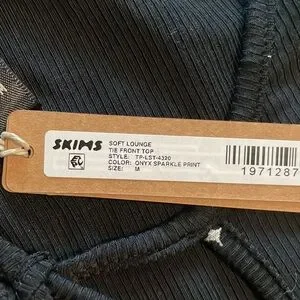 SKIMS
SOFT LOUNGE
TIE FRONT TOP
STYLE: TP-LST-4320
COLOR: ONYX SPARKLE PRINT
SIZE: M
1971287